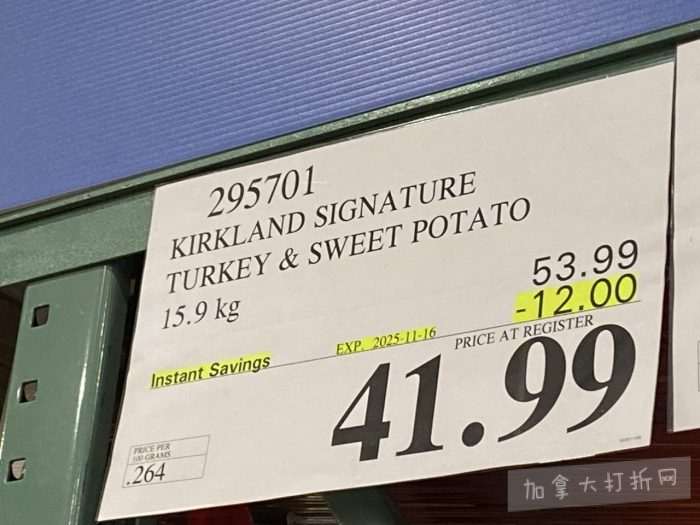 295701
KIRKLAND SIGNATURE
TURKEY & SWEET POTATO
15.9 kg
53.99
-12.00
Instant Savings
EXP. 2025-11-16
PRICE AT REGISTER
41.99
PRICE PER
100 GRAMS
.264
加拿大打折网